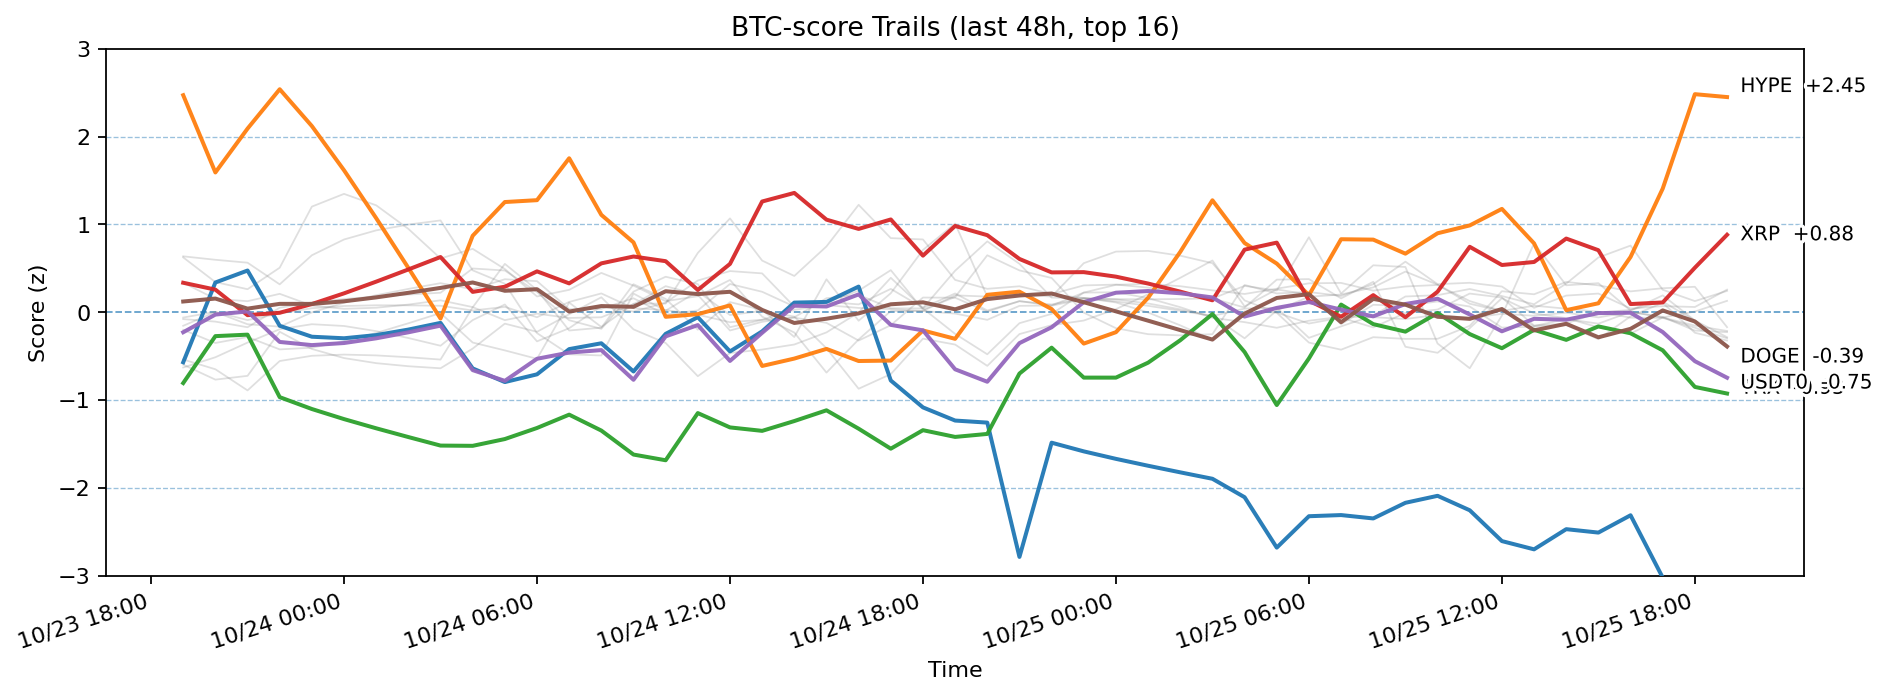 BTC-score Trails (last 48h, top 16)
Score (z)
3
2
1
0
−1
−2
−3
HYPE +2.45
XRP +0.88
DOGE -0.39
USDT0 -0.75
10/23 18:00
10/24 00:00
10/24 06:00
10/24 12:00
10/24 18:00
10/25 00:00
10/25 06:00
10/25 12:00
10/25 18:00
Time